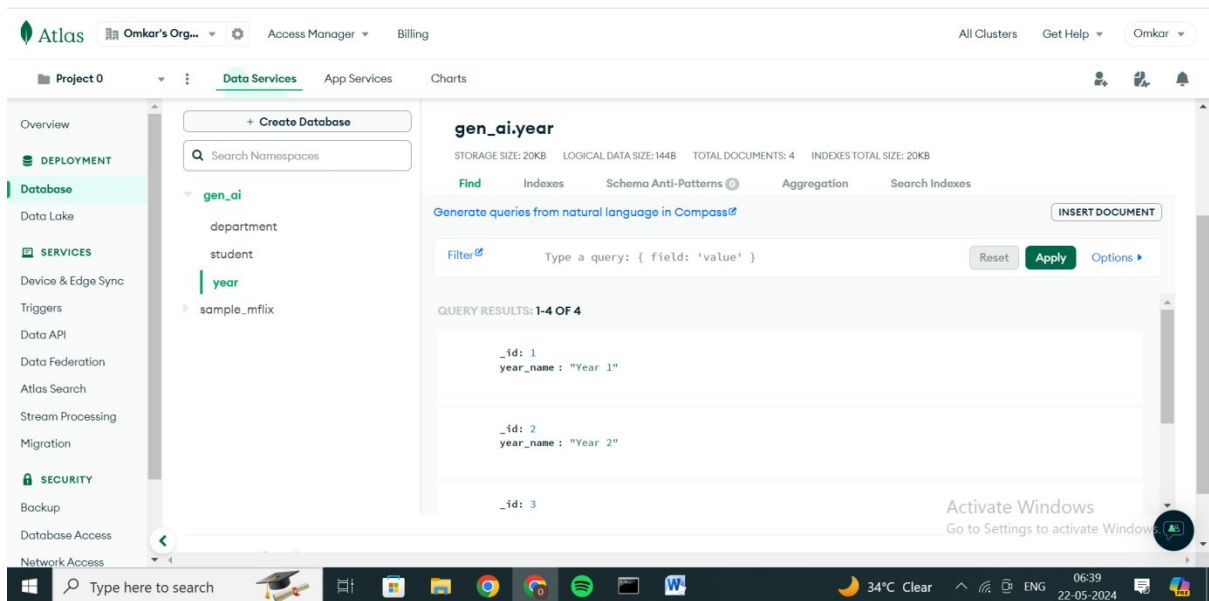 Atlas Omkar's Org... Access Manager Billing All Clusters Get Help Omkar
Project 0 Data Services App Services Charts
Overview
DEPLOYMENT
Database
Data Lake
SERVICES
Device & Edge Sync
Triggers
Data API
Data Federation
Atlas Search
Stream Processing
Migration
SECURITY
Backup
Database Access
Network Access
+ Create Database
Search Namespaces
gen_ai
department
student
year
sample_mflix
gen_ai.year
STORAGE SIZE: 20KB LOGICAL DATA SIZE: 144B TOTAL DOCUMENTS: 4 INDEXES TOTAL SIZE: 20KB
Find Indexes Schema Anti-Patterns 0 Aggregation Search Indexes
Generate queries from natural language in Compass INSERT DOCUMENT
Filter Type a query: { field: 'value' } Reset Apply Options
QUERY RESULTS: 1-4 OF 4
_id: 1
year_name : "Year 1"
_id: 2
year_name : "Year 2"
_id: 3
Activate Windows
Go to Settings to activate Windows.
Type here to search W 34°C Clear ENG 06:39
22-05-2024 PRE